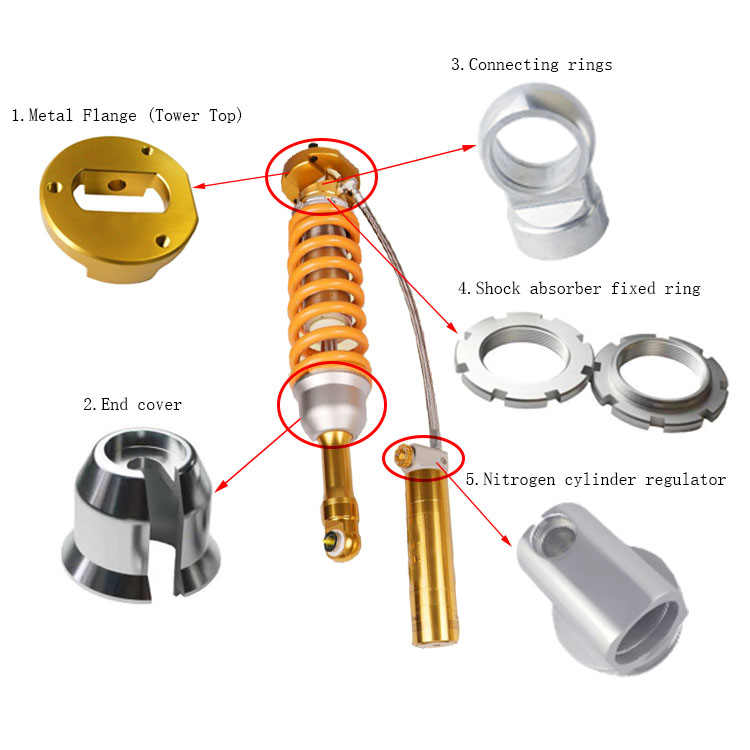 3.Connecting rings
1.Metal Flange (Tower Top)
4.Shock absorber fixed ring
2.End cover
5.Nitrogen cylinder regulator